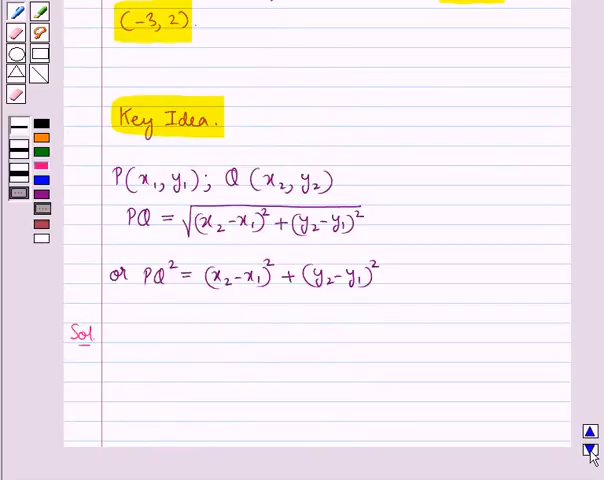 (-3, 2).
Key Idea.
P(x₁, y₁); Q(x₂, y₂)
PQ = √(x₂-x₁)² + (y₂-y₁)²
or PQ² = (x₂-x₁)² + (y₂-y₁)²
Sol.